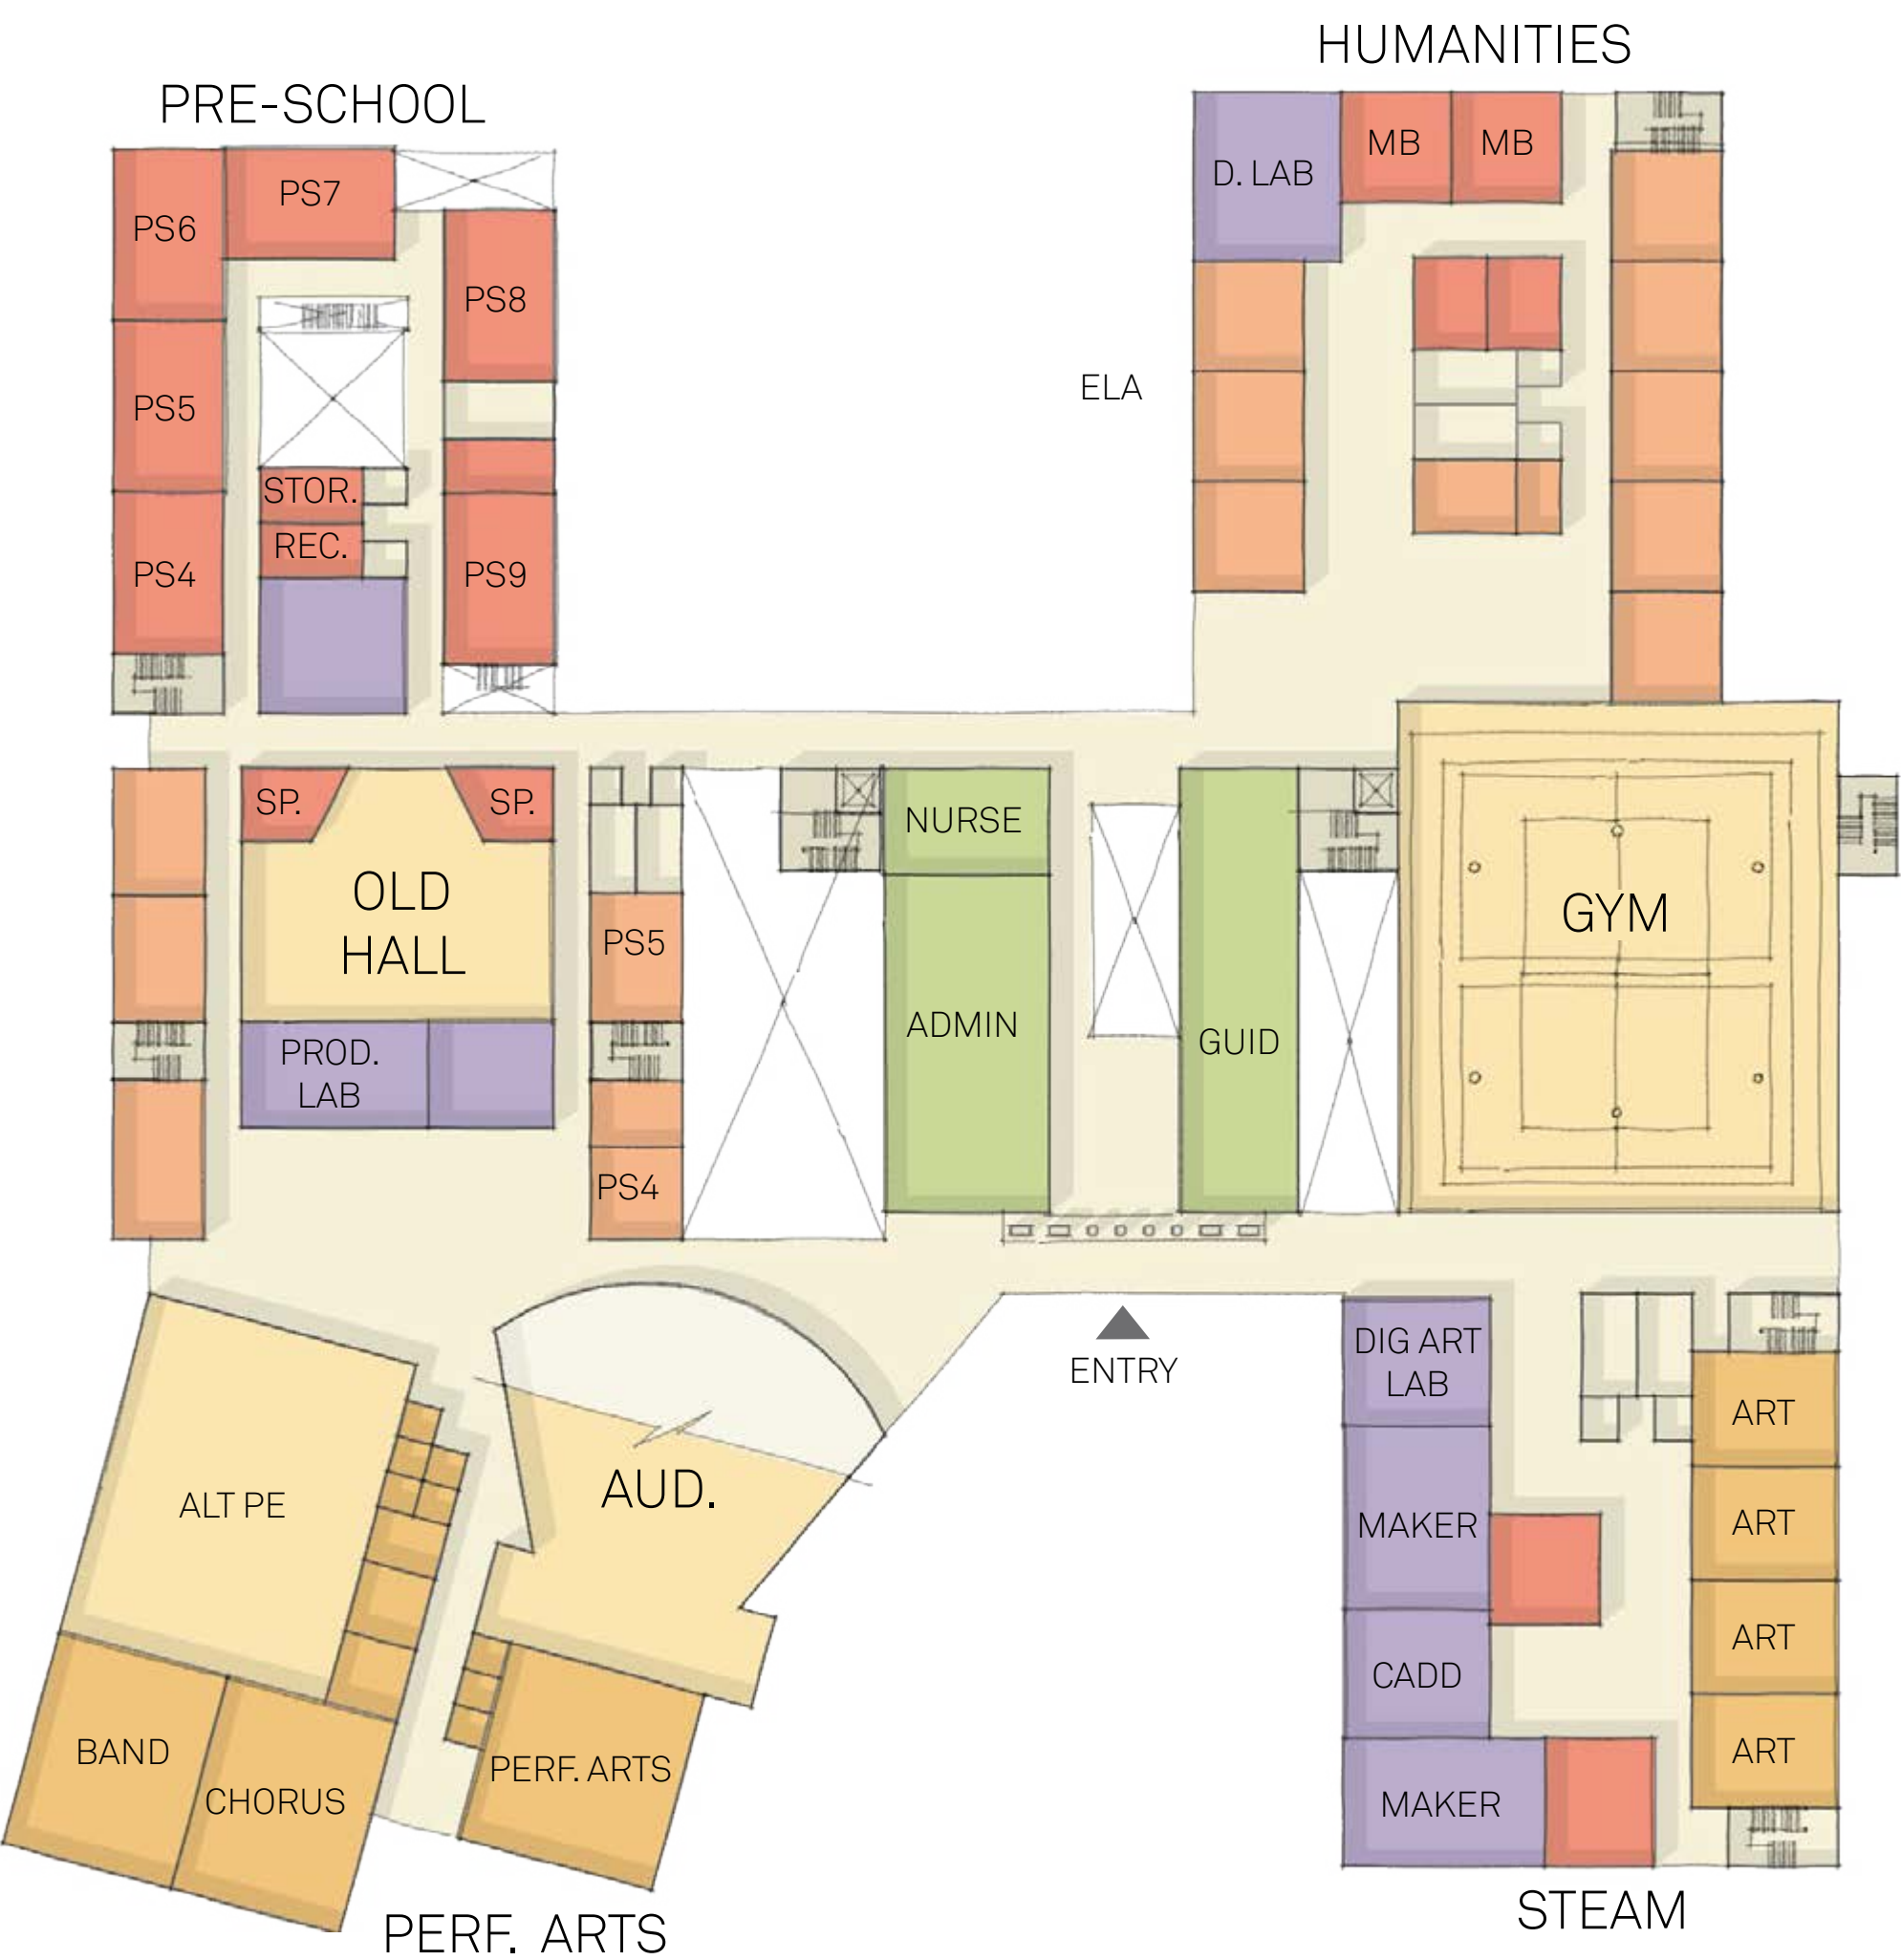 HUMANITIES
PRE-SCHOOL
D. LAB
MB
MB
PS7
PS6
PS8
ELA
PS5
STOR.
REC.
PS4
PS9
SP.
SP.
NURSE
OLD
HALL
GYM
PS5
ADMIN
GUID
PROD.
LAB
PS4
ENTRY
DIG ART
LAB
ART
AUD.
ALT PE
MAKER
ART
ART
CADD
BAND
ART
PERF. ARTS
CHORUS
MAKER
STEAM
PERF. ARTS